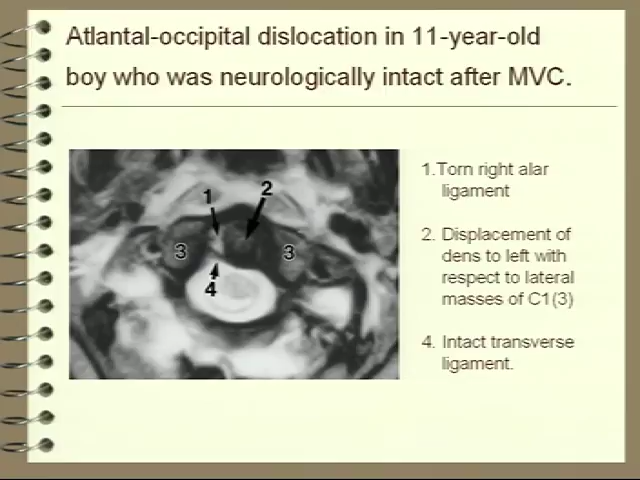 Atlantal-occipital dislocation in 11-year-old
boy who was neurologically intact after MVC.
1
2
3
3
4
1.Torn right alar
ligament
2. Displacement of
dens to left with
respect to lateral
masses of C1(3)
4. Intact transverse
ligament.